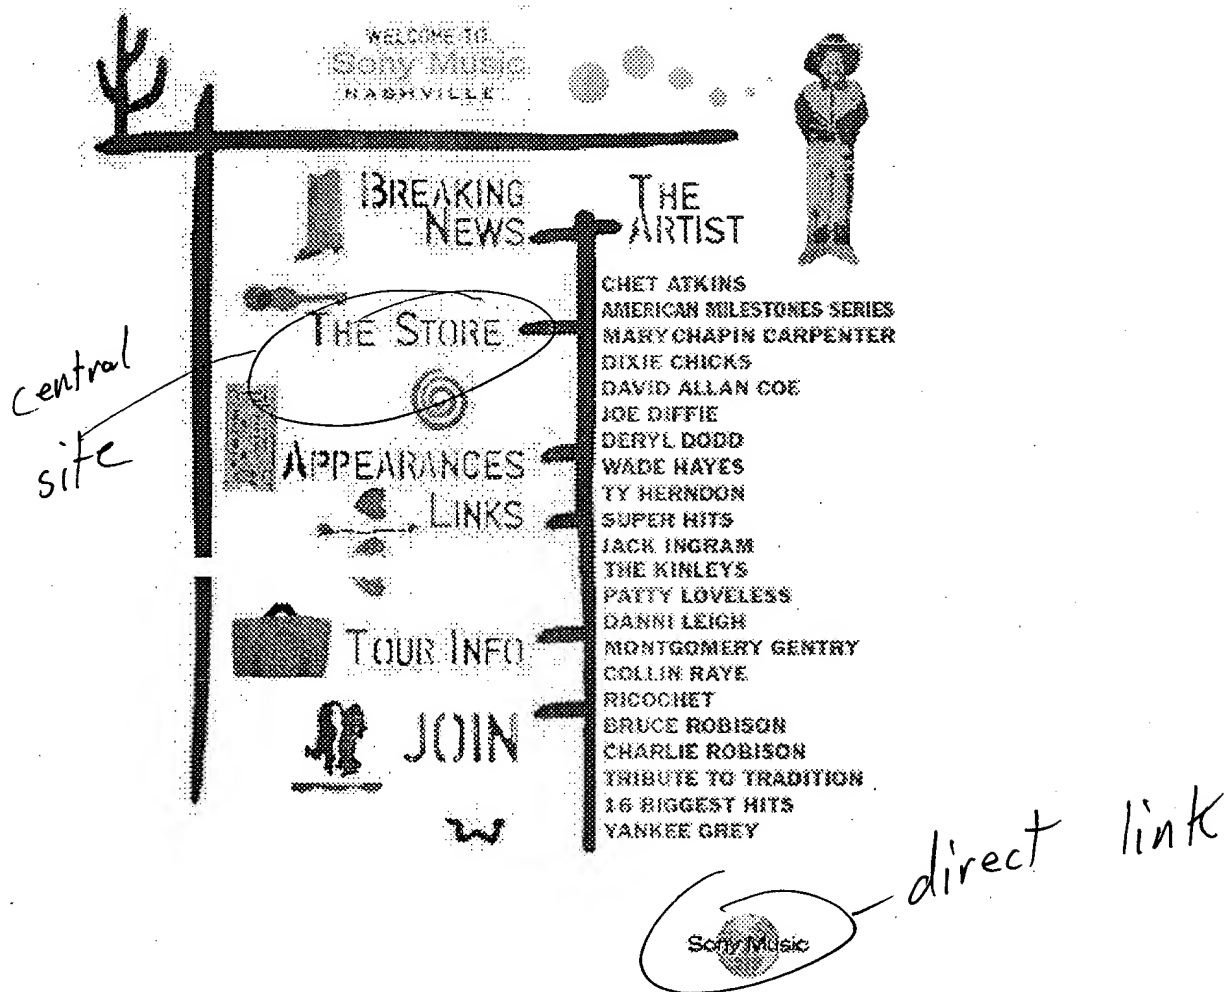 WELCOME TO
Sony Music
NASHVILLE
BREAKING
NEWS
THE
ARTIST
THE STORE
APPEARANCES
LINKS
TOUR INFO
JOIN
CHET ATKINS
AMERICAN MILESTONES SERIES
MARY CHAPIN CARPENTER
DIXIE CHICKS
DAVID ALLAN COE
JOE DIFFIE
DERYL DODD
WADE HAYES
TY HERNDON
SUPER HITS
JACK INGRAM
THE KINLEYS
PATTY LOVELESS
DANNI LEIGH
MONTGOMERY GENTRY
COLLIN RAYE
RICOCHET
BRUCE ROBISON
CHARLIE ROBISON
TRIBUTE TO TRADITION
16 BIGGEST HITS
YANKEE GREY
central
site
direct link
Sony Music